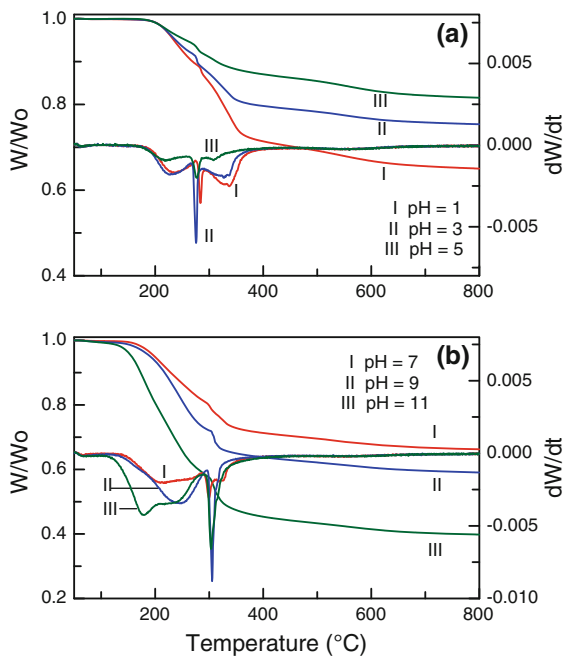 (a)
1.0
0.8
0.6
0.4
W/Wo
0.005
0.000
-0.005
dW/dt
III
II
I
III
I
II
I pH = 1
II pH = 3
III pH = 5
200 400 600 800
(b)
1.0
0.8
0.6
0.4
0.2
W/Wo
0.005
0.000
-0.005
-0.010
dW/dt
I pH = 7
II pH = 9
III pH = 11
I
II
III
I
II
III
200 400 600 800
Temperature (°C)